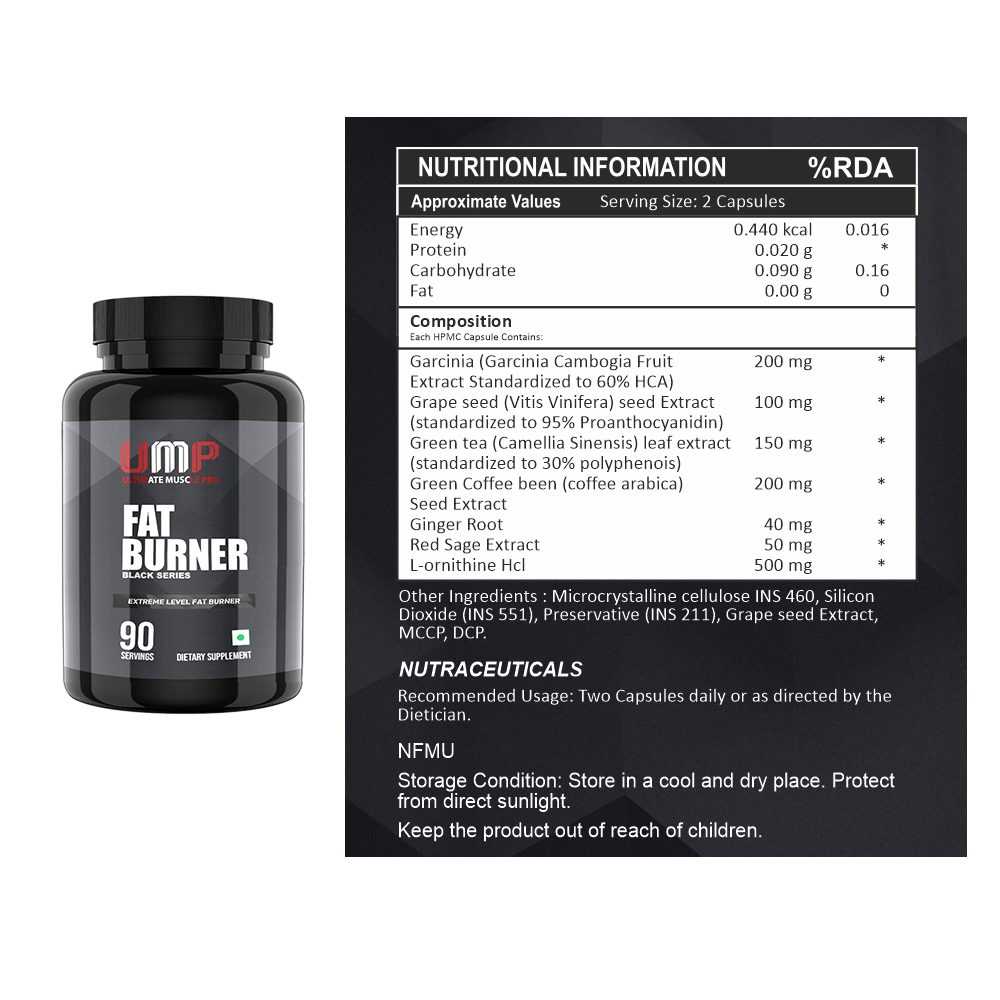 UMP
ULTIMATE MUSCLE PRO
FAT
BURNER
BLACK SERIES
EXTREME LEVEL FAT BURNER
90
SERVINGS
DIETARY SUPPLEMENT
NUTRITIONAL INFORMATION %RDA
Approximate Values Serving Size: 2 Capsules
Energy 0.440 kcal 0.016
Protein 0.020 g *
Carbohydrate 0.090 g 0.16
Fat 0.00 g 0
Composition
Each HPMC Capsule Contains:
Garcinia (Garcinia Cambogia Fruit 200 mg *
Extract Standardized to 60% HCA)
Grape seed (Vitis Vinifera) seed Extract 100 mg *
(standardized to 95% Proanthocyanidin)
Green tea (Camellia Sinensis) leaf extract 150 mg *
(standardized to 30% polyphenois)
Green Coffee been (coffee arabica) 200 mg *
Seed Extract
Ginger Root 40 mg *
Red Sage Extract 50 mg *
L-ornithine Hcl 500 mg *
Other Ingredients : Microcrystalline cellulose INS 460, Silicon
Dioxide (INS 551), Preservative (INS 211), Grape seed Extract,
MCCP, DCP.
NUTRACEUTICALS
Recommended Usage: Two Capsules daily or as directed by the
Dietician.
NFMU
Storage Condition: Store in a cool and dry place. Protect
from direct sunlight.
Keep the product out of reach of children.